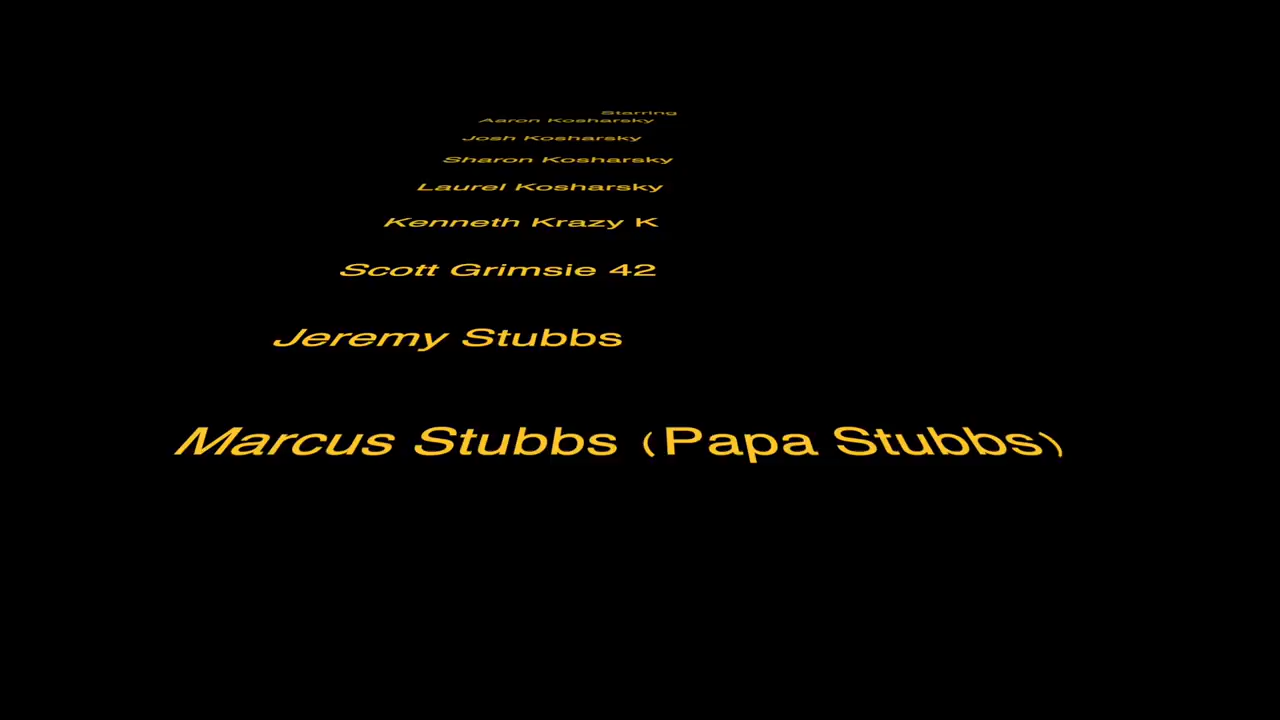 Starring
Aaron Kosharsky
Josh Kosharsky
Sharon Kosharsky
Laurel Kosharsky
Kenneth Krazy K
Scott Grimsie 42
Jeremy Stubbs
Marcus Stubbs (Papa Stubbs)